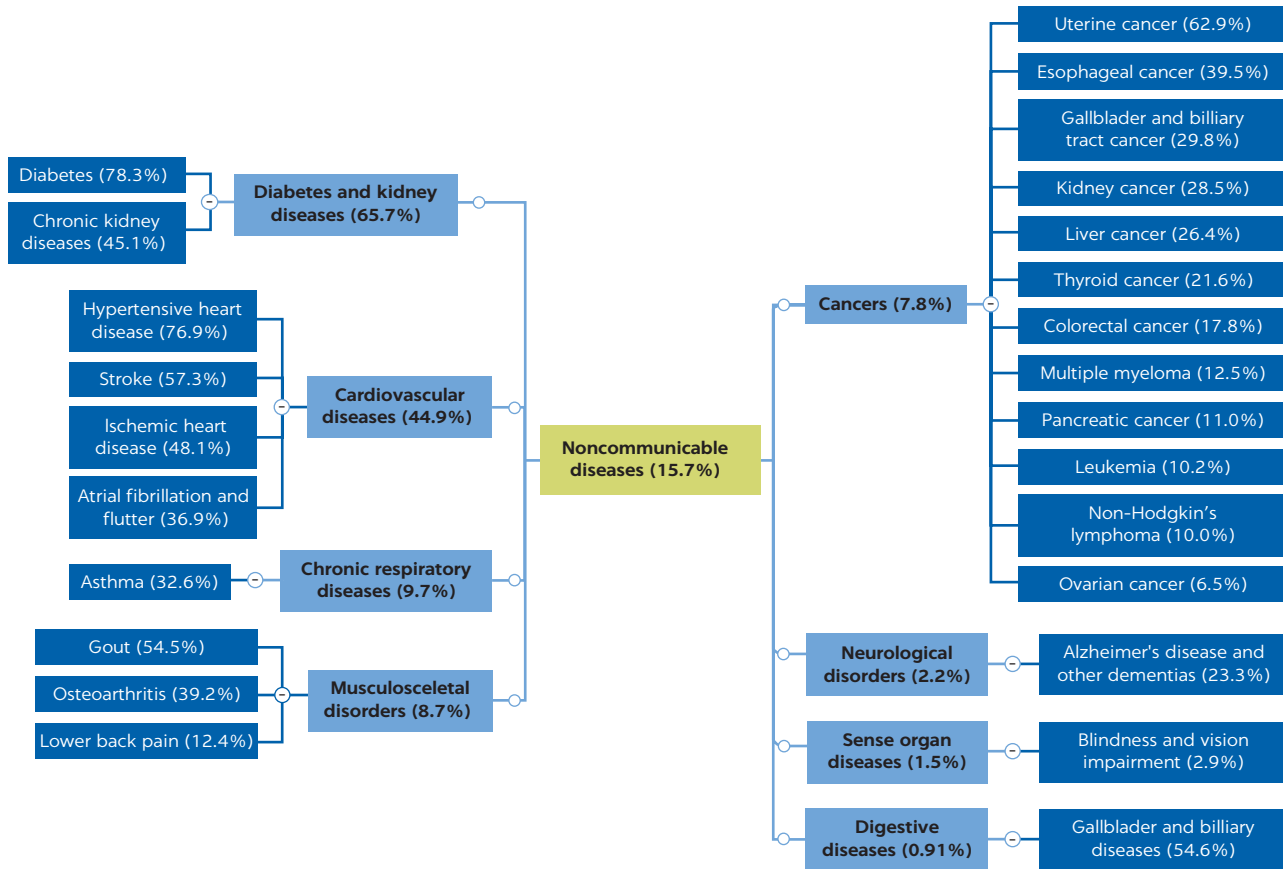 Diabetes (78.3%)
Chronic kidney
diseases (45.1%)
Diabetes and kidney
diseases (65.7%)
Hypertensive heart
disease (76.9%)
Stroke (57.3%)
Ischemic heart
disease (48.1%)
Atrial fibrillation and
flutter (36.9%)
Cardiovascular
diseases (44.9%)
Asthma (32.6%)
Chronic respiratory
diseases (9.7%)
Gout (54.5%)
Osteoarthritis (39.2%)
Lower back pain (12.4%)
Musculosceletal
disorders (8.7%)
Noncommunicable
diseases (15.7%)
Cancers (7.8%)
Uterine cancer (62.9%)
Esophageal cancer (39.5%)
Gallblader and billiary
tract cancer (29.8%)
Kidney cancer (28.5%)
Liver cancer (26.4%)
Thyroid cancer (21.6%)
Colorectal cancer (17.8%)
Multiple myeloma (12.5%)
Pancreatic cancer (11.0%)
Leukemia (10.2%)
Non-Hodgkin’s
lymphoma (10.0%)
Ovarian cancer (6.5%)
Neurological
disorders (2.2%)
Alzheimer's disease and
other dementias (23.3%)
Sense organ
diseases (1.5%)
Blindness and vision
impairment (2.9%)
Digestive
diseases (0.91%)
Gallblader and billiary
diseases (54.6%)